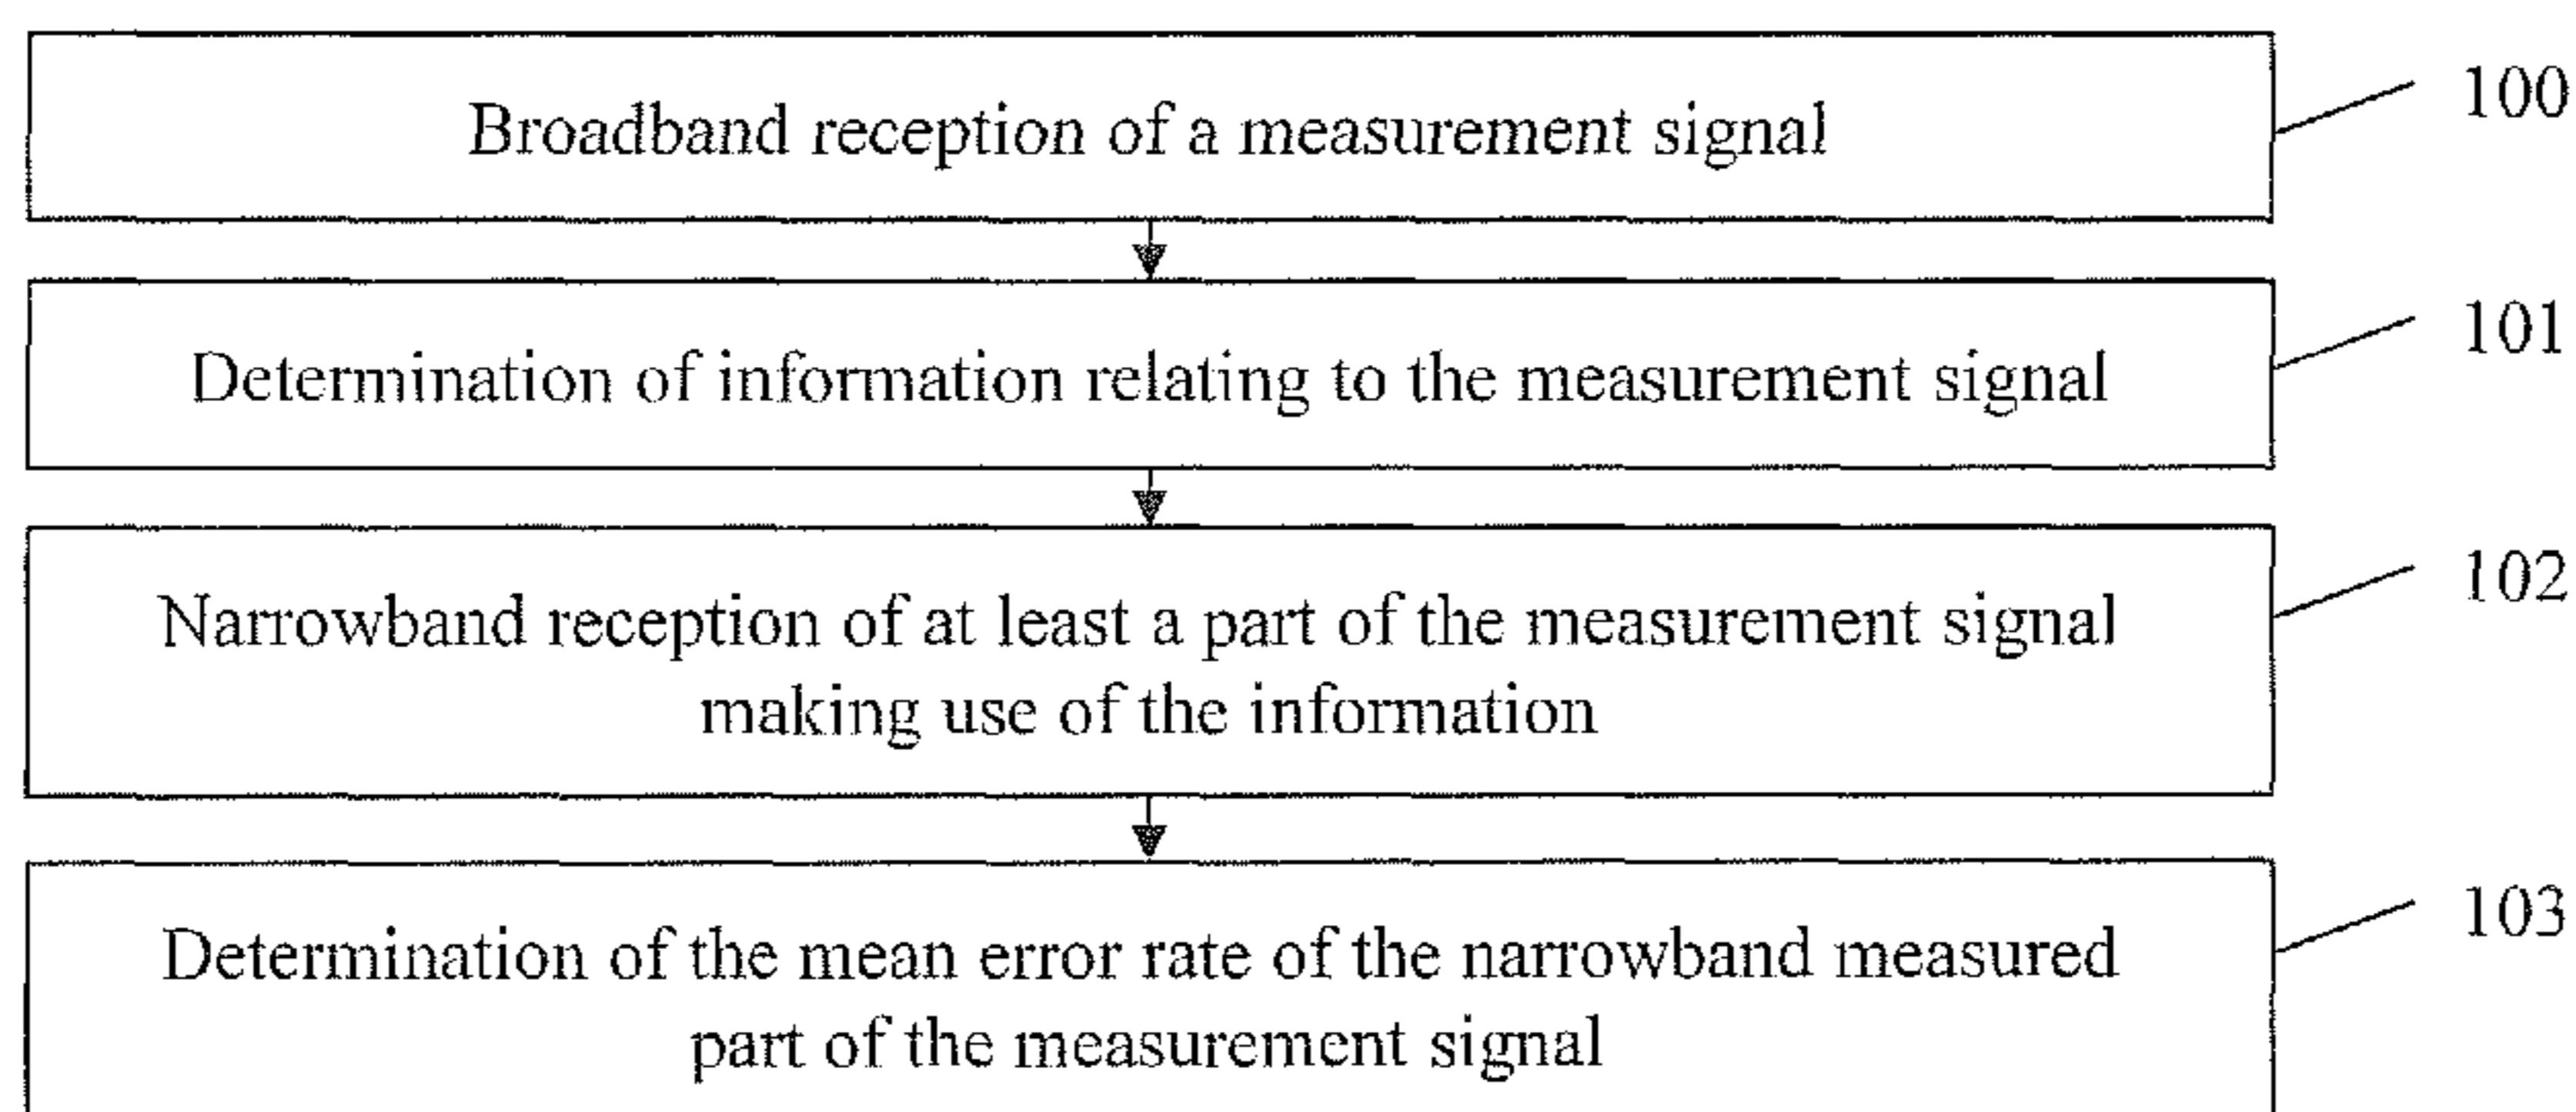 Broadband reception of a measurement signal
100
Determination of information relating to the measurement signal
101
Narrowband reception of at least a part of the measurement signal
making use of the information
102
Determination of the mean error rate of the narrowband measured
part of the measurement signal
103